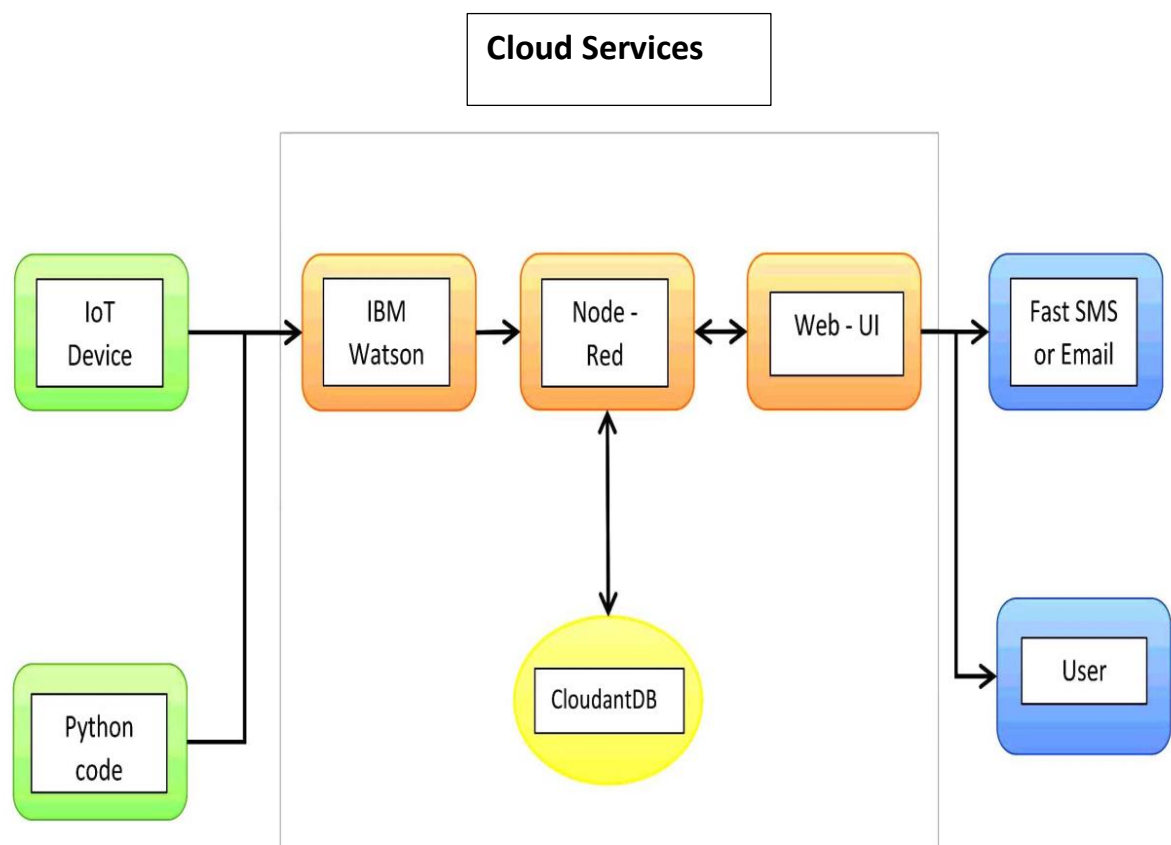 Cloud Services
IoT
Device
IBM
Watson
Node -
Red
Web - UI
Fast SMS
or Email
Python
code
CloudantDB
User